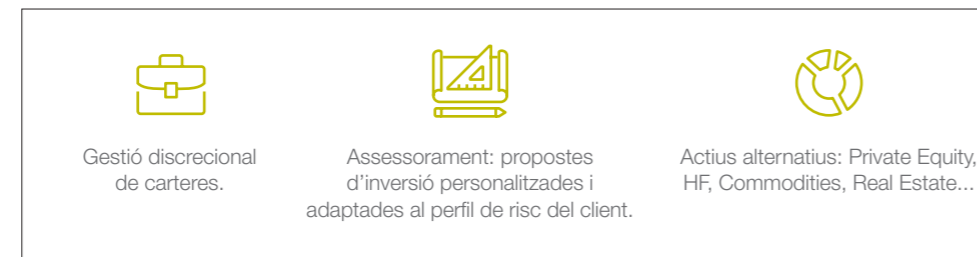 Gestió discrecional
de carteres.
Assessorament: propostes
d’inversió personalitzades i
adaptades al perfil de risc del client.
Actius alternatius: Private Equity,
HF, Commodities, Real Estate...